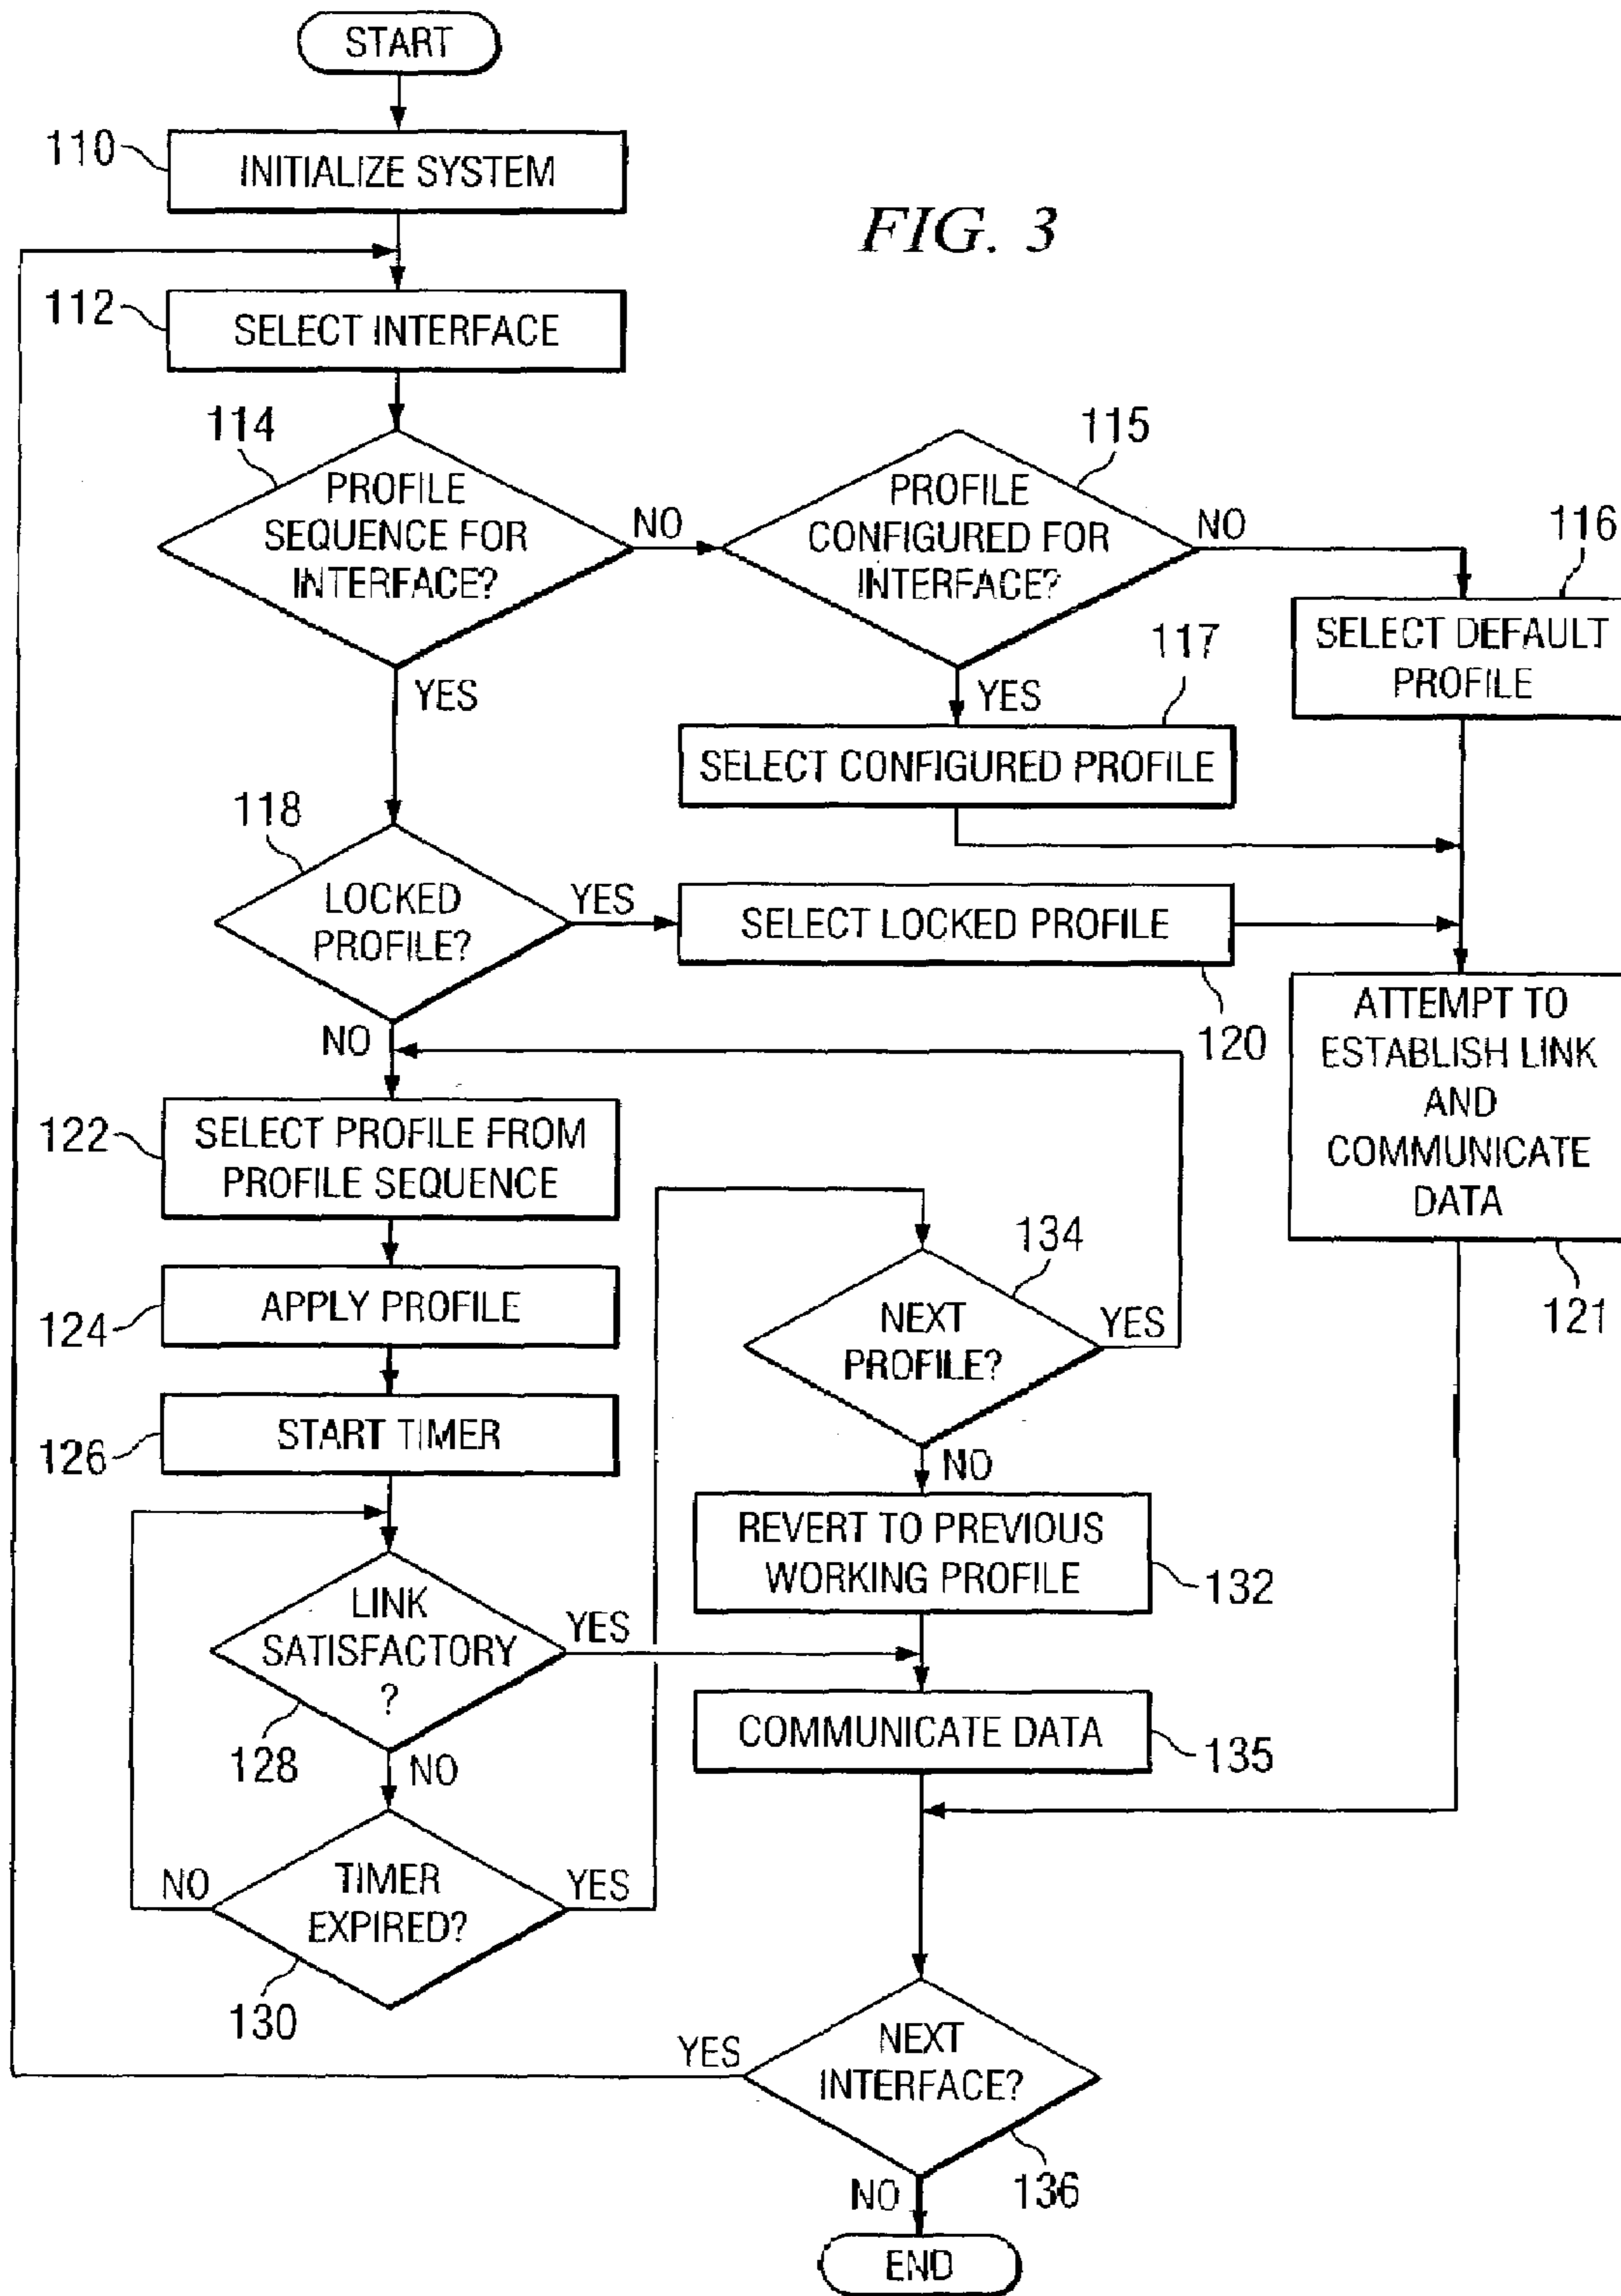 START
110
INITIALIZE SYSTEM
FIG. 3
112
SELECT INTERFACE
114
PROFILE
SEQUENCE FOR
INTERFACE?
NO
YES
115
PROFILE
CONFIGURED FOR
INTERFACE?
NO
YES
116
SELECT DEFAULT
PROFILE
117
SELECT CONFIGURED PROFILE
118
LOCKED
PROFILE?
YES
NO
SELECT LOCKED PROFILE
120
ATTEMPT TO
ESTABLISH LINK
AND
COMMUNICATE
DATA
121
122
SELECT PROFILE FROM
PROFILE SEQUENCE
124
APPLY PROFILE
126
START TIMER
134
NEXT
PROFILE?
YES
NO
REVERT TO PREVIOUS
WORKING PROFILE
132
LINK
SATISFACTORY
?
YES
128
NO
COMMUNICATE DATA
135
TIMER
EXPIRED?
NO
YES
130
NEXT
INTERFACE?
YES
136
NO
END